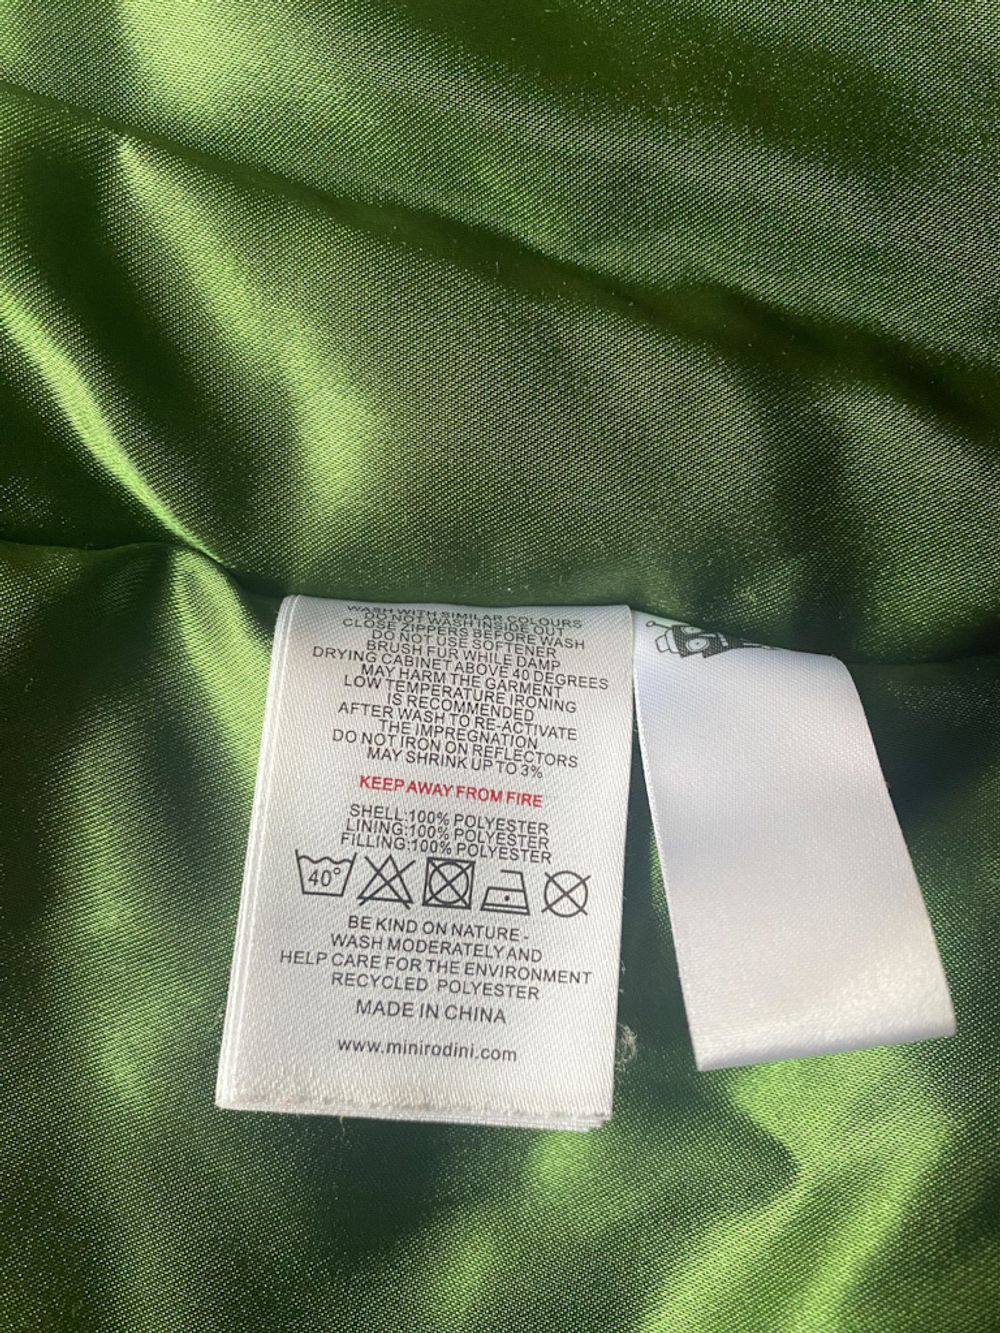 WASH WITH SIMILAR COLOURS
DO NOT WASH INSIDE OUT
CLOSE ZIPPERS BEFORE WASH
DO NOT USE SOFTENER
BRUSH FUR WHILE DAMP
DRYING CABINET ABOVE 40 DEGREES
MAY HARM THE GARMENT
LOW TEMPERATURE IRONING
IS RECOMMENDED
AFTER WASH TO RE-ACTIVATE
THE IMPREGNATION
DO NOT IRON ON REFLECTORS
MAY SHRINK UP TO 3%
KEEP AWAY FROM FIRE
SHELL:100% POLYESTER
LINING:100% POLYESTER
FILLING:100% POLYESTER
40°
BE KIND ON NATURE -
WASH MODERATELY AND
HELP CARE FOR THE ENVIRONMENT
RECYCLED POLYESTER
MADE IN CHINA
www.minirodini.com